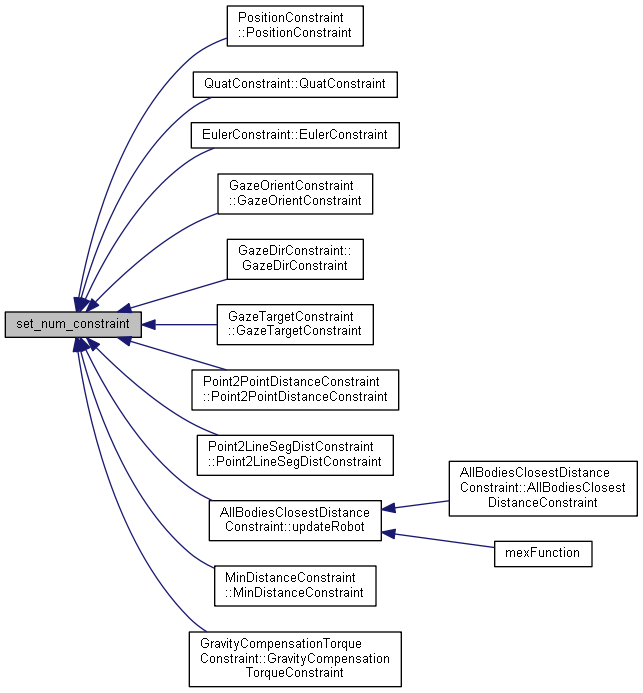 PositionConstraint
::PositionConstraint
QuatConstraint::QuatConstraint
EulerConstraint::EulerConstraint
GazeOrientConstraint
::GazeOrientConstraint
GazeDirConstraint::
GazeDirConstraint
set_num_constraint
GazeTargetConstraint
::GazeTargetConstraint
Point2PointDistanceConstraint
::Point2PointDistanceConstraint
Point2LineSegDistConstraint
::Point2LineSegDistConstraint
AllBodiesClosestDistance
Constraint::updateRobot
AllBodiesClosestDistance
Constraint::AllBodiesClosest
DistanceConstraint
mexFunction
MinDistanceConstraint
::MinDistanceConstraint
GravityCompensationTorque
Constraint::GravityCompensation
TorqueConstraint